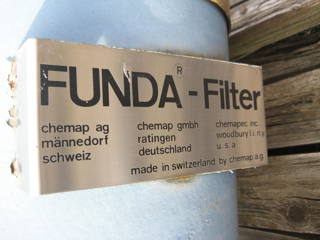 FUNDA®-Filter
chemap ag chemap gmbh chemapec inc.
männedorf ratingen woodbury l.i. n.y.
schweiz deutschland u.s.a
made in switzerland by chemap a.g.